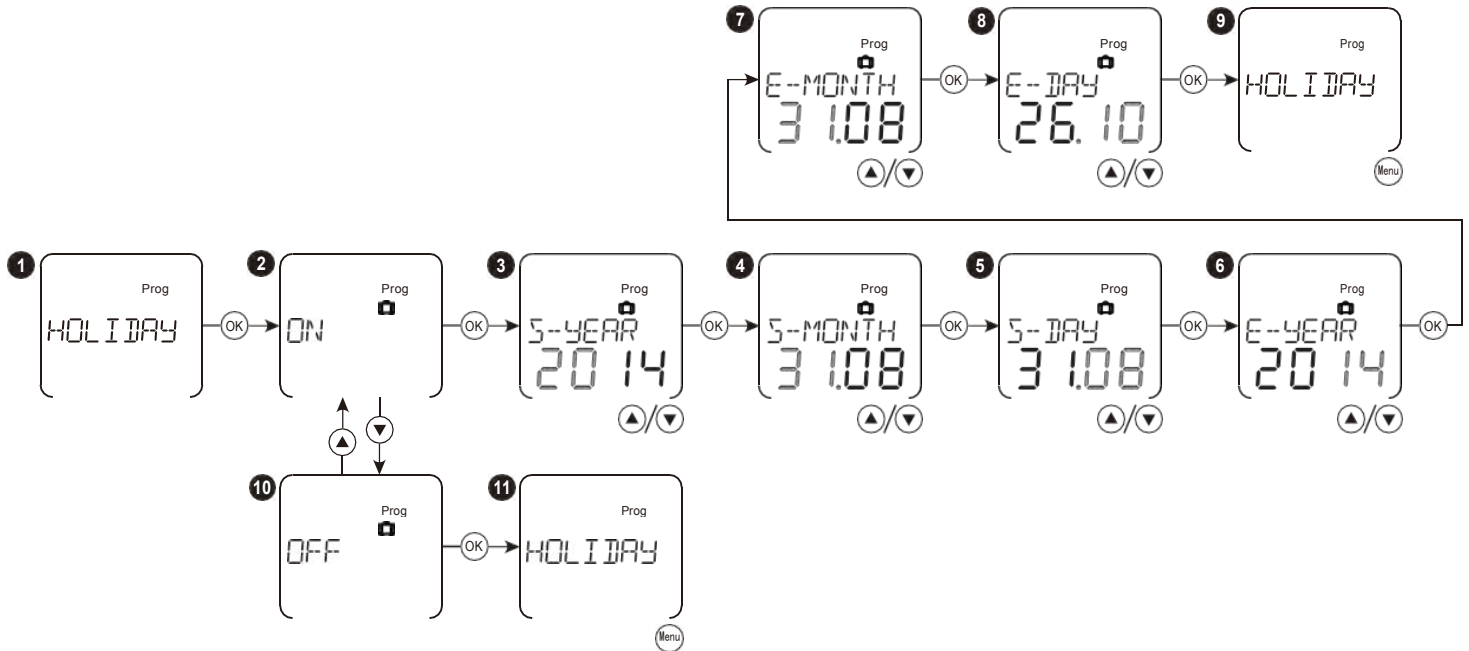 7
Prog
E-MONTH
31.08
OK
8
Prog
E-DAY
26.10
OK
9
Prog
HOLIDAY
Menu
1
Prog
HOLIDAY
OK
2
Prog
ON
OK
3
Prog
S-YEAR
2014
OK
4
Prog
S-MONTH
31.08
OK
5
Prog
S-DAY
31.08
OK
6
Prog
E-YEAR
2014
OK
10
Prog
OFF
OK
11
Prog
HOLIDAY
Menu